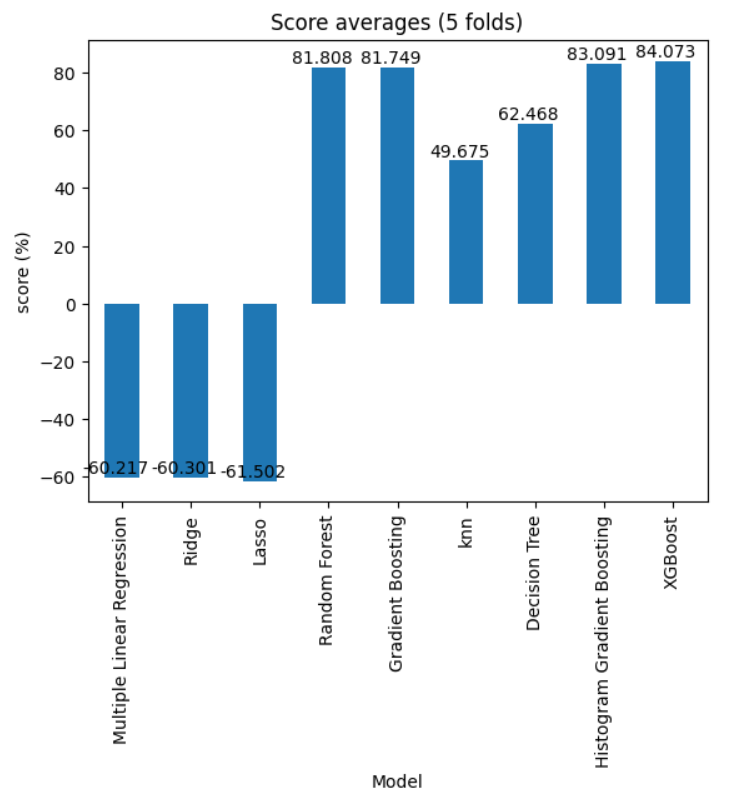 Score averages (5 folds)
81.808 81.749 83.091 84.073
62.468
49.675
-60.217 -60.301 -61.502
80
60
40
20
0
−20
−40
−60
score (%)
Multiple Linear Regression
Ridge
Lasso
Random Forest
Gradient Boosting
knn
Decision Tree
Histogram Gradient Boosting
XGBoost
Model